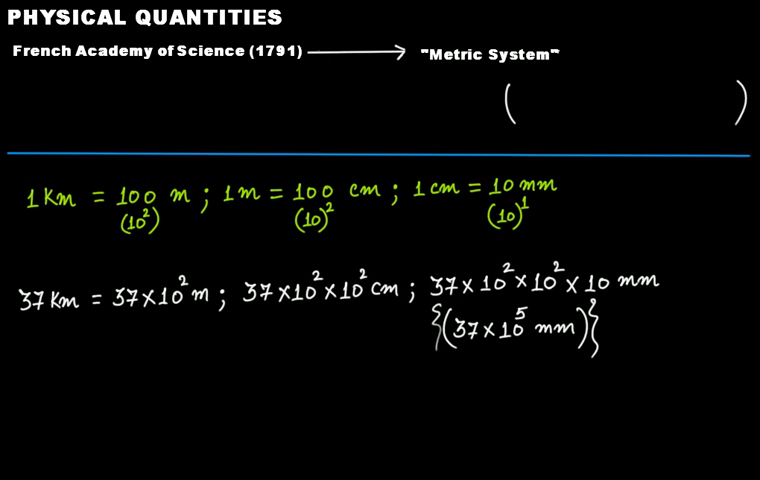 PHYSICAL QUANTITIES
French Academy of Science (1791) ⟶ "Metric System"
( )
1 Km = 100 m ; 1 m = 100 cm ; 1 cm = 10 mm
(10²) (10)² (10)¹
37 Km = 37 × 10² m ; 37 × 10² × 10² cm ; 37 × 10² × 10² × 10 mm
{(37 × 10⁵ mm)}